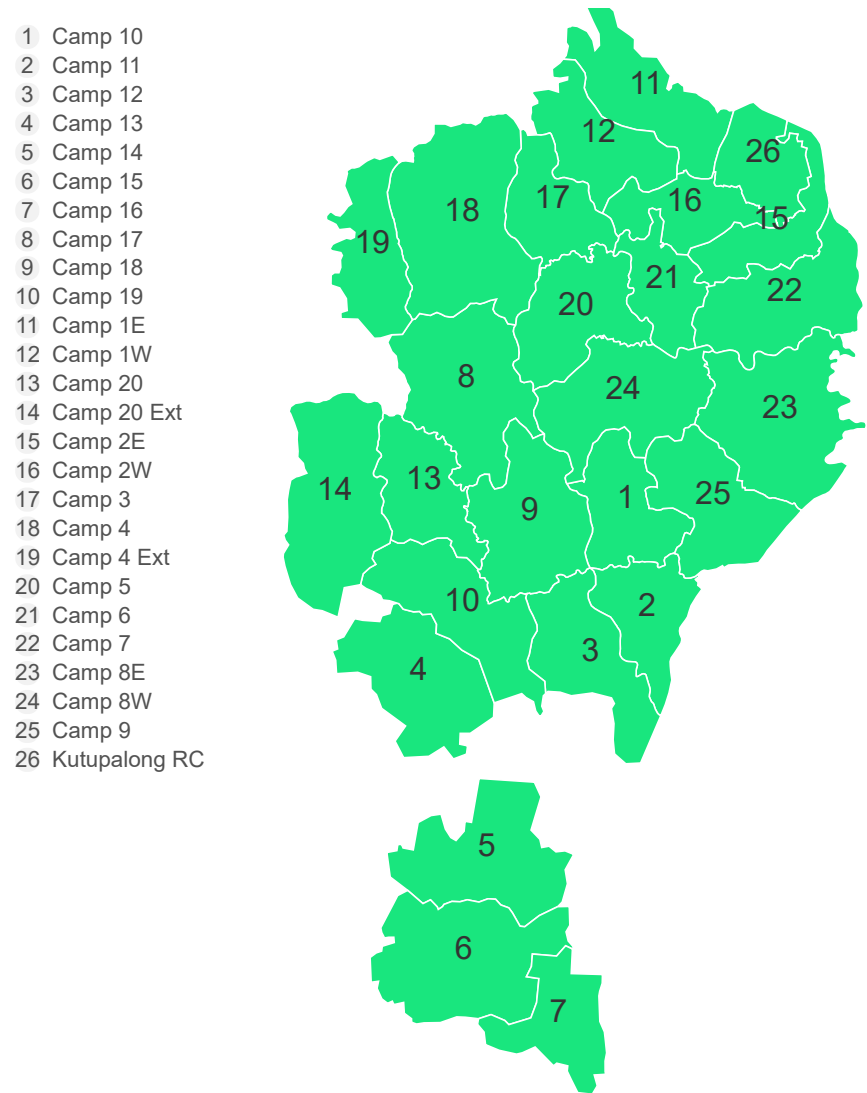 1 Camp 10
2 Camp 11
3 Camp 12
4 Camp 13
5 Camp 14
6 Camp 15
7 Camp 16
8 Camp 17
9 Camp 18
10 Camp 19
11 Camp 1E
12 Camp 1W
13 Camp 20
14 Camp 20 Ext
15 Camp 2E
16 Camp 2W
17 Camp 3
18 Camp 4
19 Camp 4 Ext
20 Camp 5
21 Camp 6
22 Camp 7
23 Camp 8E
24 Camp 8W
25 Camp 9
26 Kutupalong RC
11
12
26
17
16
18
15
19
21
22
20
8
24
23
13
14
25
1
9
10
2
3
4
5
6
7